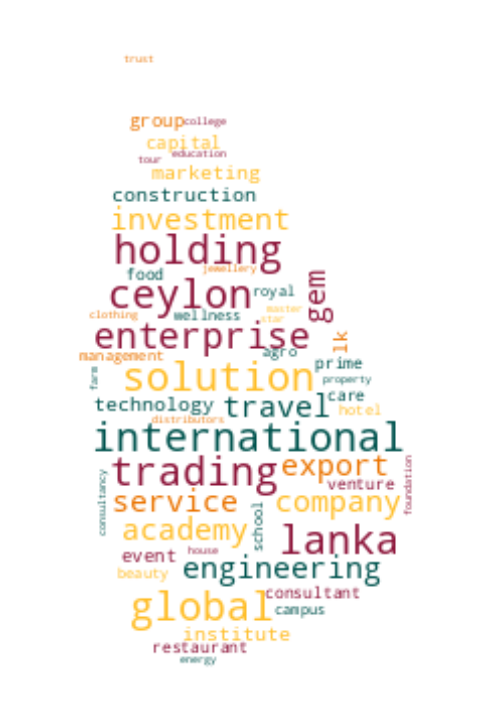 trust
group college
capital
tour education
marketing
construction
investment
holding
food jewellery
ceylon royal gem
clothing wellness master
star
enterprise lk
management agro prime
farm solution property
technology travel care
distributors hotel
international
trading export
consultancy venture foundation
service company
academy school lanka
event house
beauty engineering
global consultant
campus
institute
restaurant
energy